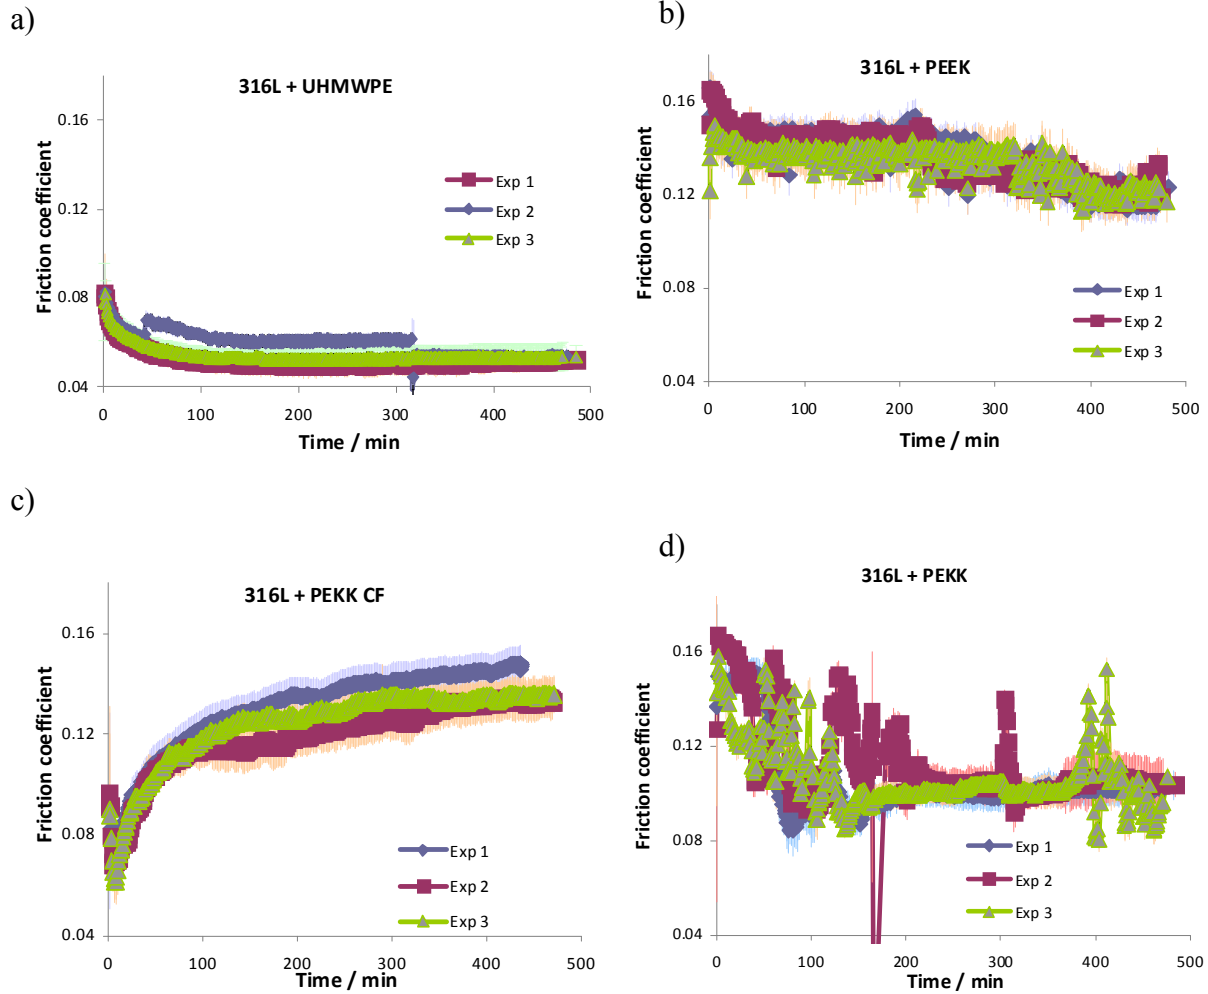 a)
316L + UHMWPE
Friction coefficient
0.16
0.12
0.08
0.04
Exp 1
Exp 2
Exp 3
0 100 200 300 400 500
Time / min
b)
316L + PEEK
Friction coefficient
0.16
0.12
0.08
0.04
Exp 1
Exp 2
Exp 3
0 100 200 300 400 500
Time / min
c)
316L + PEKK CF
Friction coefficient
0.16
0.12
0.08
0.04
Exp 1
Exp 2
Exp 3
0 100 200 300 400 500
Time / min
d)
316L + PEKK
Friction coefficient
0.16
0.12
0.08
0.04
Exp 1
Exp 2
Exp 3
0 100 200 300 400 500
Time / min